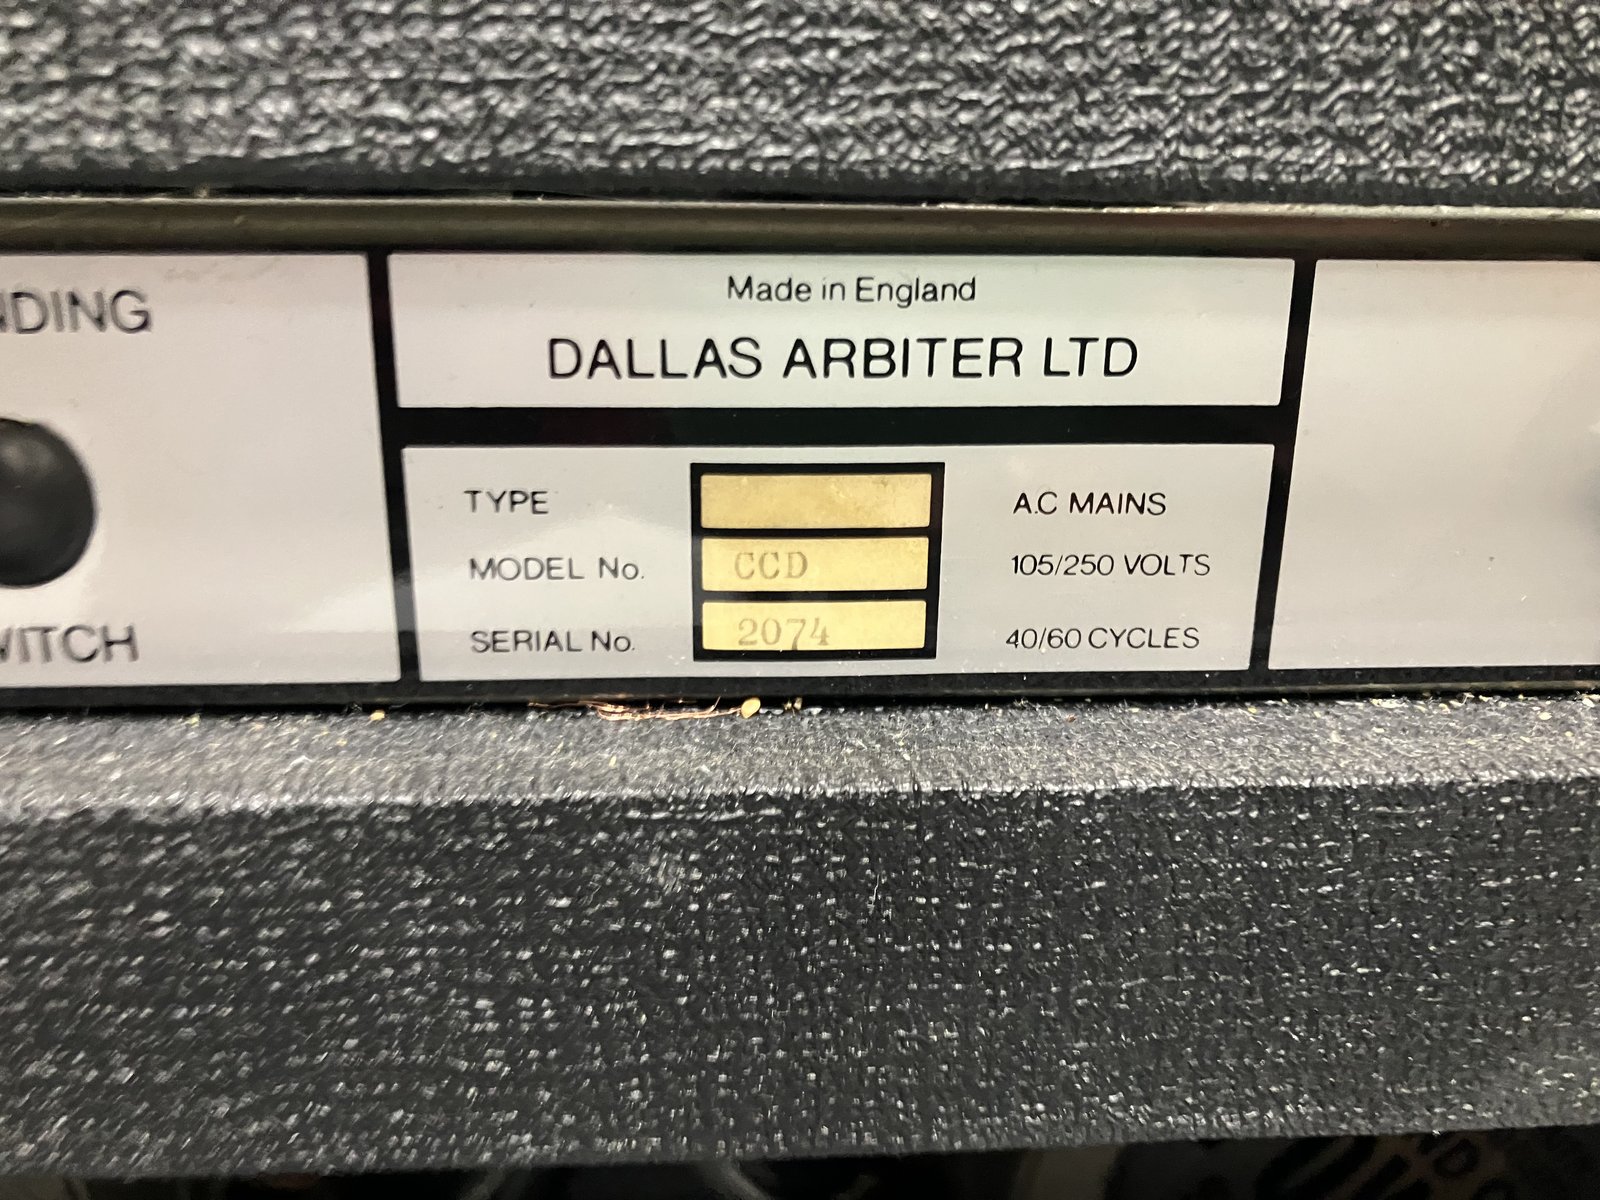 NDING
WITCH
Made in England
DALLAS ARBITER LTD
TYPE
MODEL No. CCD
SERIAL No. 2074
A.C MAINS
105/250 VOLTS
40/60 CYCLES